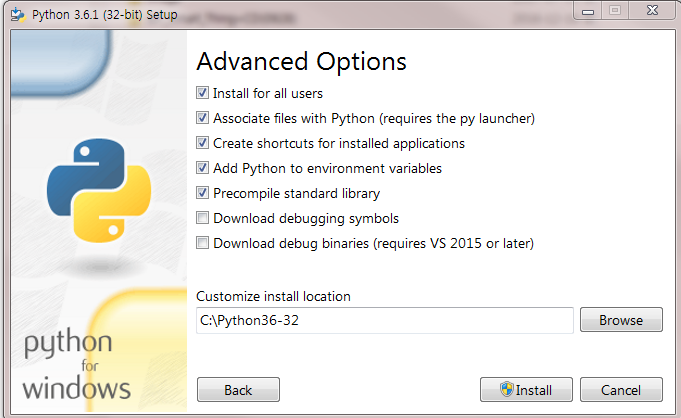 Python 3.6.1 (32-bit) Setup
Advanced Options
Install for all users
Associate files with Python (requires the py launcher)
Create shortcuts for installed applications
Add Python to environment variables
Precompile standard library
Download debugging symbols
Download debug binaries (requires VS 2015 or later)
Customize install location
C:\Python36-32
Browse
python
for
windows
Back
Install
Cancel